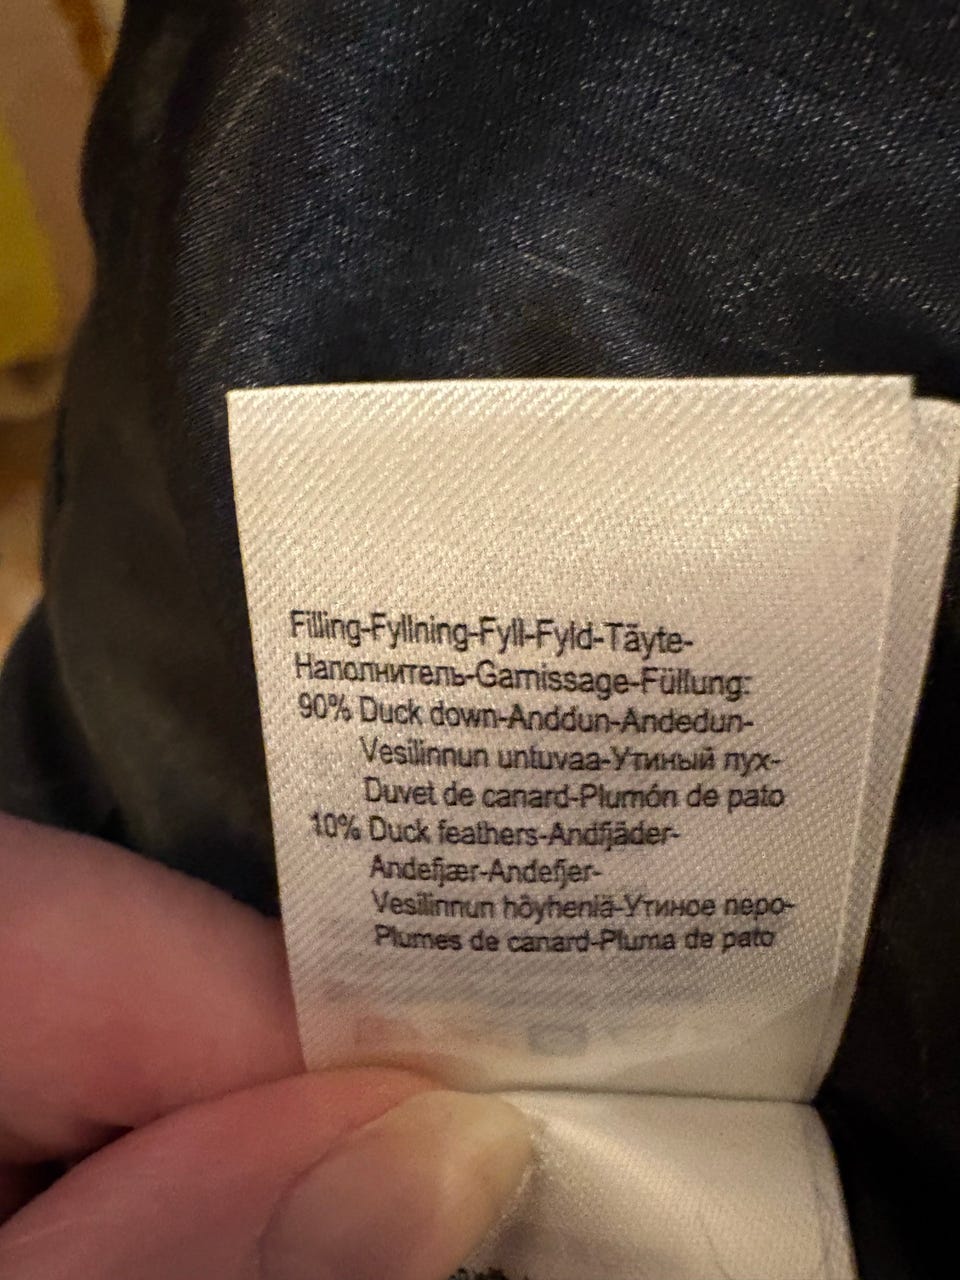 Filling-Fyllning-Fyll-Fyld-Täyte-
Наполнитель-Garnissage-Füllung:
90% Duck down-Anddun-Andedun-
Vesilinnun untuvaa-Утиный пух-
Duvet de canard-Plumón de pato
10% Duck feathers-Andfjäder-
Andefjær-Andefjer-
Vesilinnun höyheniä-Утиное перо-
Plumes de canard-Pluma de pato